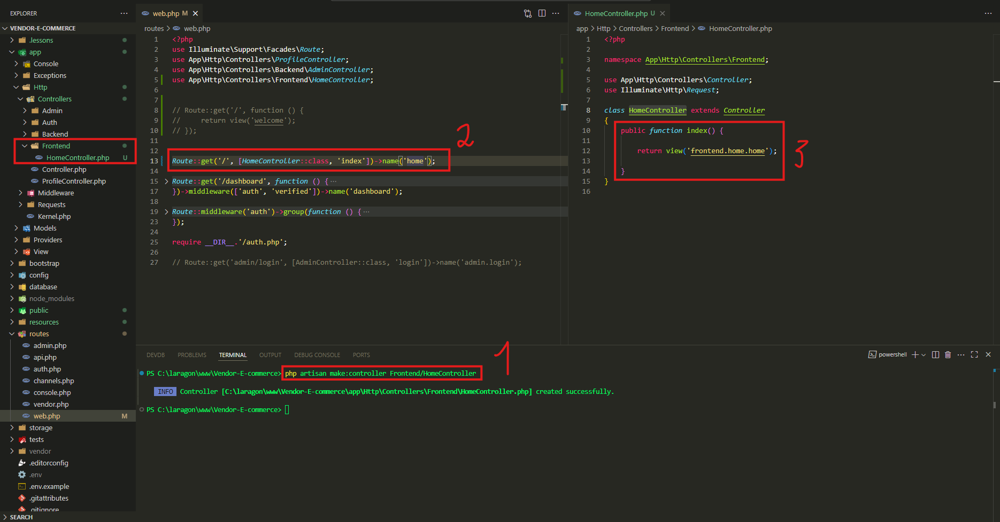 EXPLORER
VENDOR-E-COMMERCE
.lessons
app
Console
Exceptions
Http
Controllers
Admin
Auth
Backend
Frontend
HomeController.php U
Controller.php
ProfileController.php
Middleware
Requests
Kernel.php
Models
Providers
View
bootstrap
config
database
node_modules
public
resources
routes
admin.php
api.php
auth.php
channels.php
console.php
vendor.php
web.php M
storage
tests
vendor
.editorconfig
.env
.env.example
.gitattributes
.gitignore
SEARCH
web.php M
routes > web.php
1 <?php
2 use Illuminate\Support\Facades\Route;
3 use App\Http\Controllers\ProfileController;
4 use App\Http\Controllers\Backend\AdminController;
5 use App\Http\Controllers\Frontend\HomeController;
6
7
8 // Route::get('/', function () {
9 //     return view('welcome');
10 // });
11
12
13 Route::get('/', [HomeController::class, 'index'])->name('home');
14
15 Route::get('/dashboard', function () {···
17 })->middleware(['auth', 'verified'])->name('dashboard');
18
19 Route::middleware('auth')->group(function () {···
23 });
24
25 require __DIR__.'/auth.php';
26
27 // Route::get('admin/login', [AdminController::class, 'login'])->name('admin.login');
2
HomeController.php U
app > Http > Controllers > Frontend > HomeController.php
1 <?php
2
3 namespace App\Http\Controllers\Frontend;
4
5 use App\Http\Controllers\Controller;
6 use Illuminate\Http\Request;
7
8 class HomeController extends Controller
9 {
10     public function index() {
11
12         return view('frontend.home.home');
13
14     }
15 }
16
3
DEVDB PROBLEMS TERMINAL OUTPUT DEBUG CONSOLE PORTS
powershell
1
PS C:\laragon\www\Vendor-E-commerce> php artisan make:controller Frontend/HomeController
INFO Controller [C:\laragon\www\Vendor-E-commerce\app\Http\Controllers\Frontend\HomeController.php] created successfully.
PS C:\laragon\www\Vendor-E-commerce>